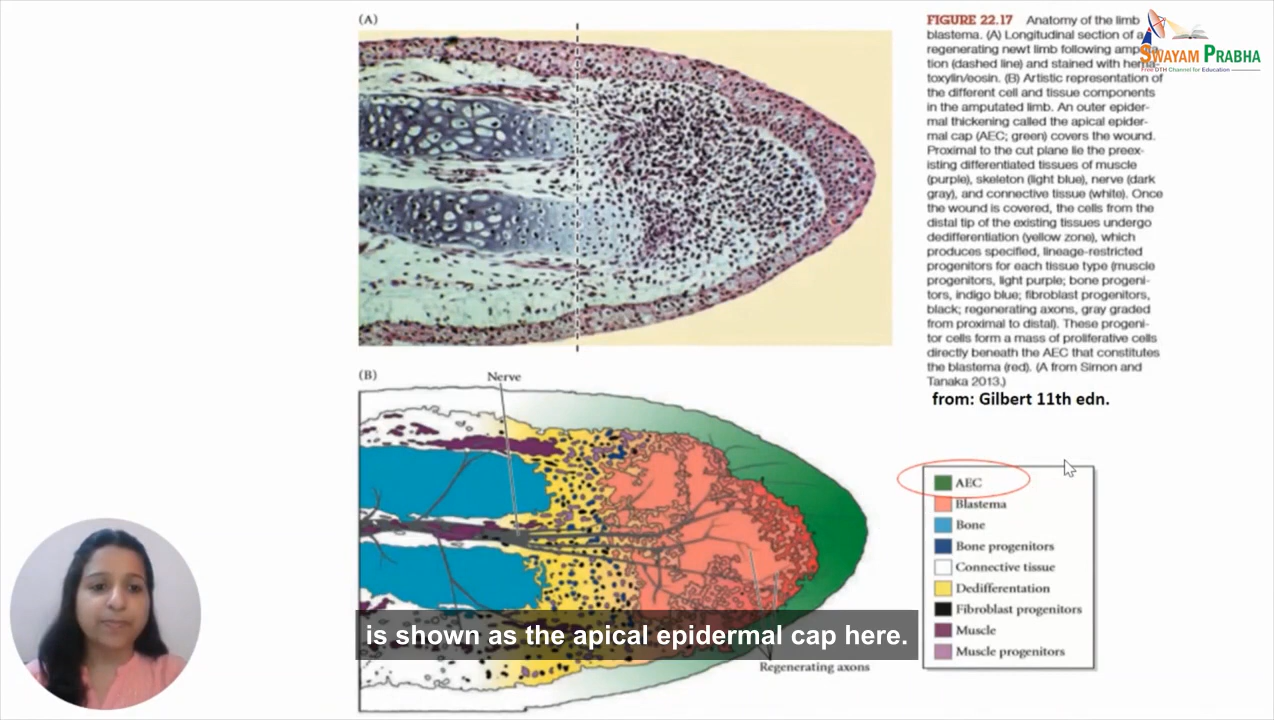 (A)
FIGURE 22.17 Anatomy of the limb
blastema. (A) Longitudinal section of a
regenerating newt limb following amputa-
tion (dashed line) and stained with hema-
toxylin/eosin. (B) Artistic representation of
the different cell and tissue components
in the amputated limb. An outer epider-
mal thickening called the apical epider-
mal cap (AEC; green) covers the wound.
Proximal to the cut plane lie the preex-
isting differentiated tissues of muscle
(purple), skeleton (light blue), nerve (dark
gray), and connective tissue (white). Once
the wound is covered, the cells from the
distal tip of the existing tissues undergo
dedifferentiation (yellow zone), which
produces specified, lineage-restricted
progenitors for each tissue type (muscle
progenitors, light purple; bone progeni-
tors, indigo blue; fibroblast progenitors,
black; regenerating axons, gray graded
from proximal to distal). These progeni-
tor cells form a mass of proliferative cells
directly beneath the AEC that constitutes
the blastema (red). (A from Simon and
Tanaka 2013.)
from: Gilbert 11th edn.
SWAYAM PRABHA
Free DTH Channel for Education
(B)
Nerve
Regenerating axons
AEC
Blastema
Bone
Bone progenitors
Connective tissue
Dedifferentation
Fibroblast progenitors
Muscle
Muscle progenitors
is shown as the apical epidermal cap here.